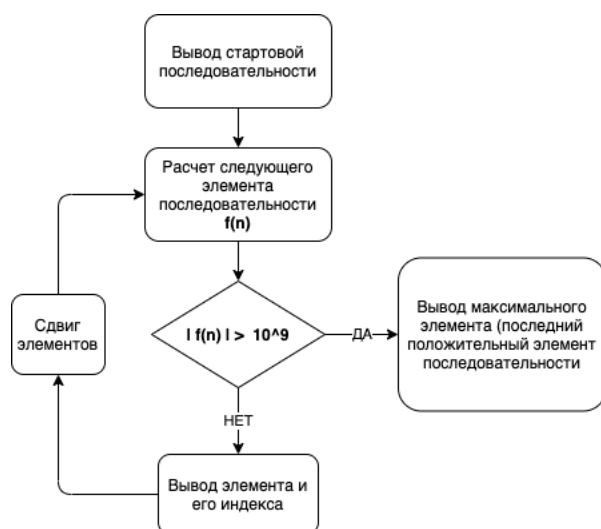 Вывод стартовой
последовательности
Расчет следующего
элемента
последовательности
f(n)
| f(n) | > 10^9
ДА
Вывод максимального
элемента (последний
положительный элемент
последовательности
Сдвиг
элементов
НЕТ
Вывод элемента и
его индекса